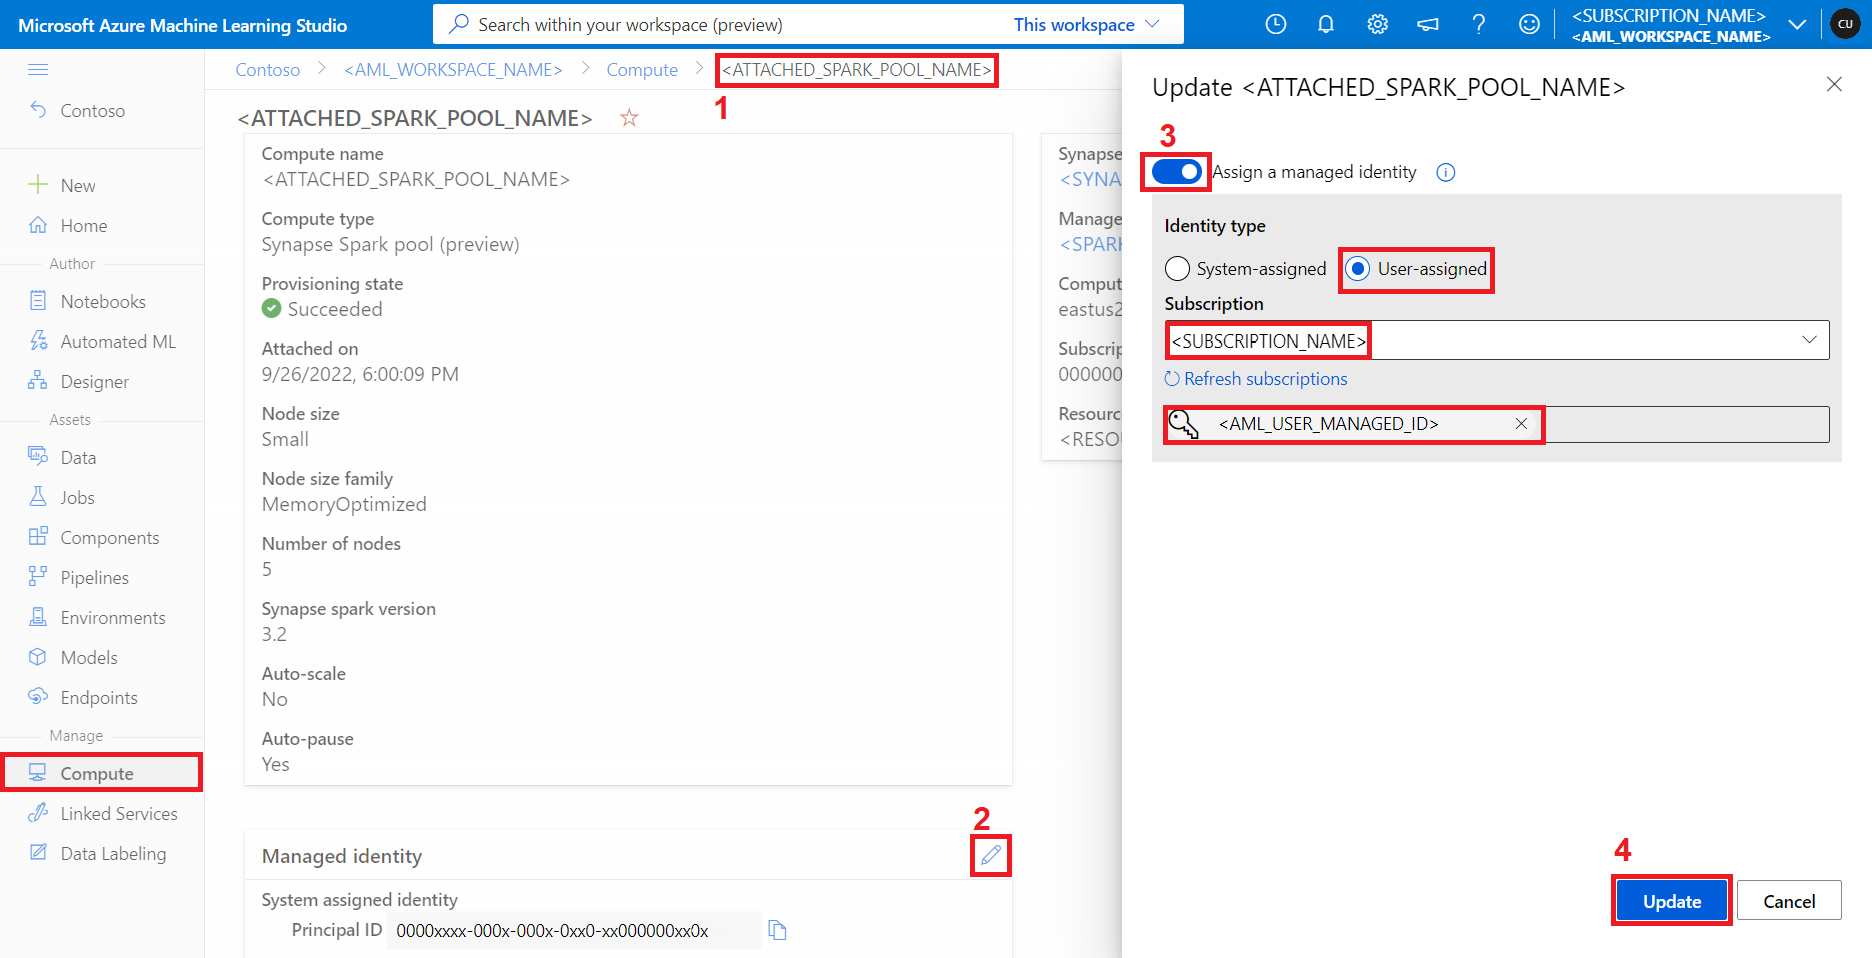 Microsoft Azure Machine Learning Studio
Search within your workspace (preview)
This workspace
?
<SUBSCRIPTION_NAME>
<AML_WORKSPACE_NAME>
CU
Contoso
New
Home
Author
Notebooks
Automated ML
Designer
Assets
Data
Jobs
Components
Pipelines
Environments
Models
Endpoints
Manage
Compute
Linked Services
Data Labeling
Contoso > <AML_WORKSPACE_NAME> > Compute > <ATTACHED_SPARK_POOL_NAME>
1
<ATTACHED_SPARK_POOL_NAME>
Compute name
<ATTACHED_SPARK_POOL_NAME>
Compute type
Synapse Spark pool (preview)
Provisioning state
Succeeded
Attached on
9/26/2022, 6:00:09 PM
Node size
Small
Node size family
MemoryOptimized
Number of nodes
5
Synapse spark version
3.2
Auto-scale
No
Auto-pause
Yes
2
Managed identity
System assigned identity
Principal ID 0000xxxx-000x-000x-0xx0-xx000000xx0x
Synapse
<SYNA
Manage
<SPARK
Comput
eastus2
Subscrip
000000
Resourc
<RESOU
Update <ATTACHED_SPARK_POOL_NAME>
3
Assign a managed identity
Identity type
System-assigned
User-assigned
Subscription
<SUBSCRIPTION_NAME>
Refresh subscriptions
<AML_USER_MANAGED_ID>
4
Update
Cancel